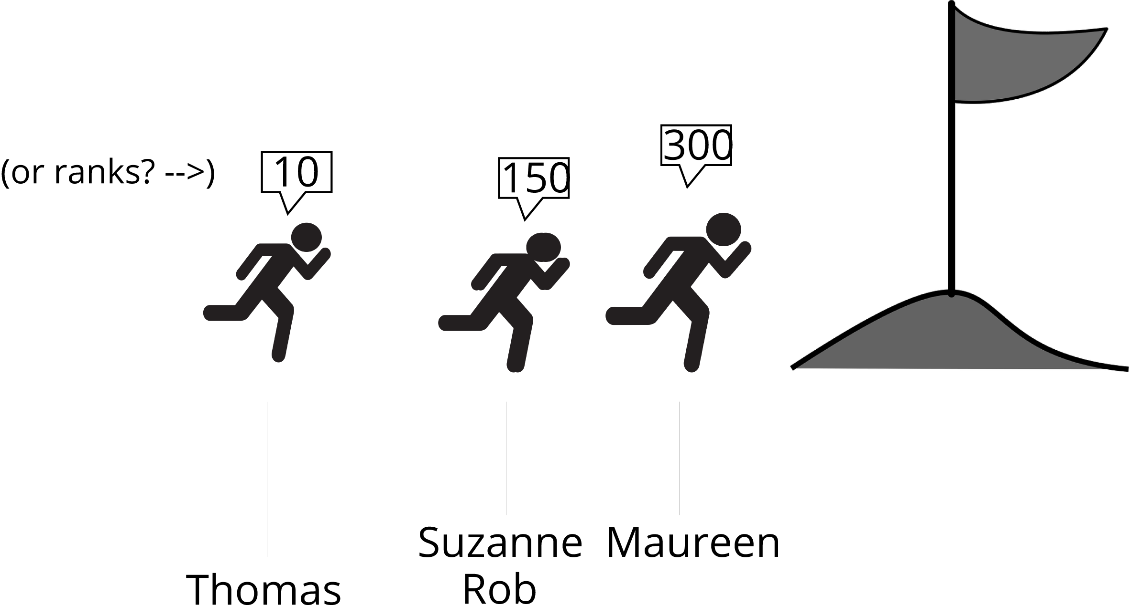 (or ranks? -->)
10
150
300
Suzanne
Rob
Maureen
Thomas